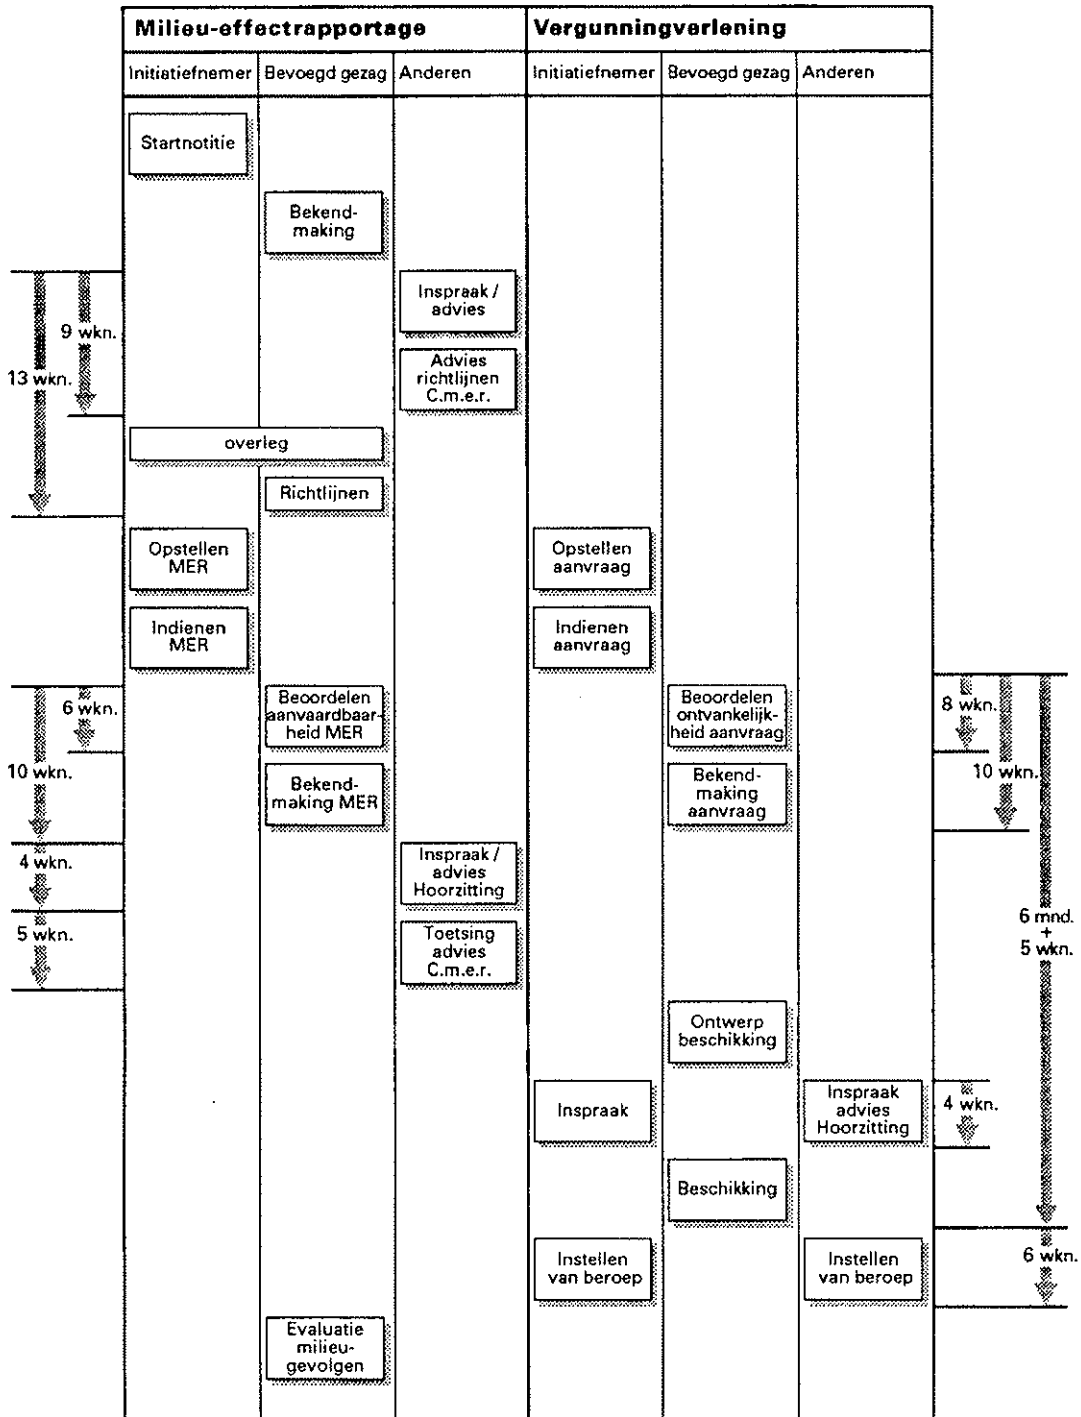 Milieu-effectrapportage
Vergunningverlening
Initiatiefnemer
Bevoegd gezag
Anderen
Initiatiefnemer
Bevoegd gezag
Anderen
Startnotitie
Bekend-
making
Inspraak /
advies
9 wkn.
13 wkn.
Advies
richtlijnen
C.m.e.r.
overleg
Richtlijnen
Opstellen
MER
Opstellen
aanvraag
Indienen
MER
Indienen
aanvraag
6 wkn.
Beoordelen
aanvaardbaar-
heid MER
Beoordelen
ontvankelijk-
heid aanvraag
8 wkn.
10 wkn.
Bekend-
making MER
Bekend-
making
aanvraag
10 wkn.
4 wkn.
Inspraak /
advies
Hoorzitting
5 wkn.
Toetsing
advies
C.m.e.r.
6 mnd.
+
5 wkn.
Ontwerp
beschikking
Inspraak
Inspraak
advies
Hoorzitting
4 wkn.
Beschikking
Instellen
van beroep
Instellen
van beroep
6 wkn.
Evaluatie
milieu-
gevolgen